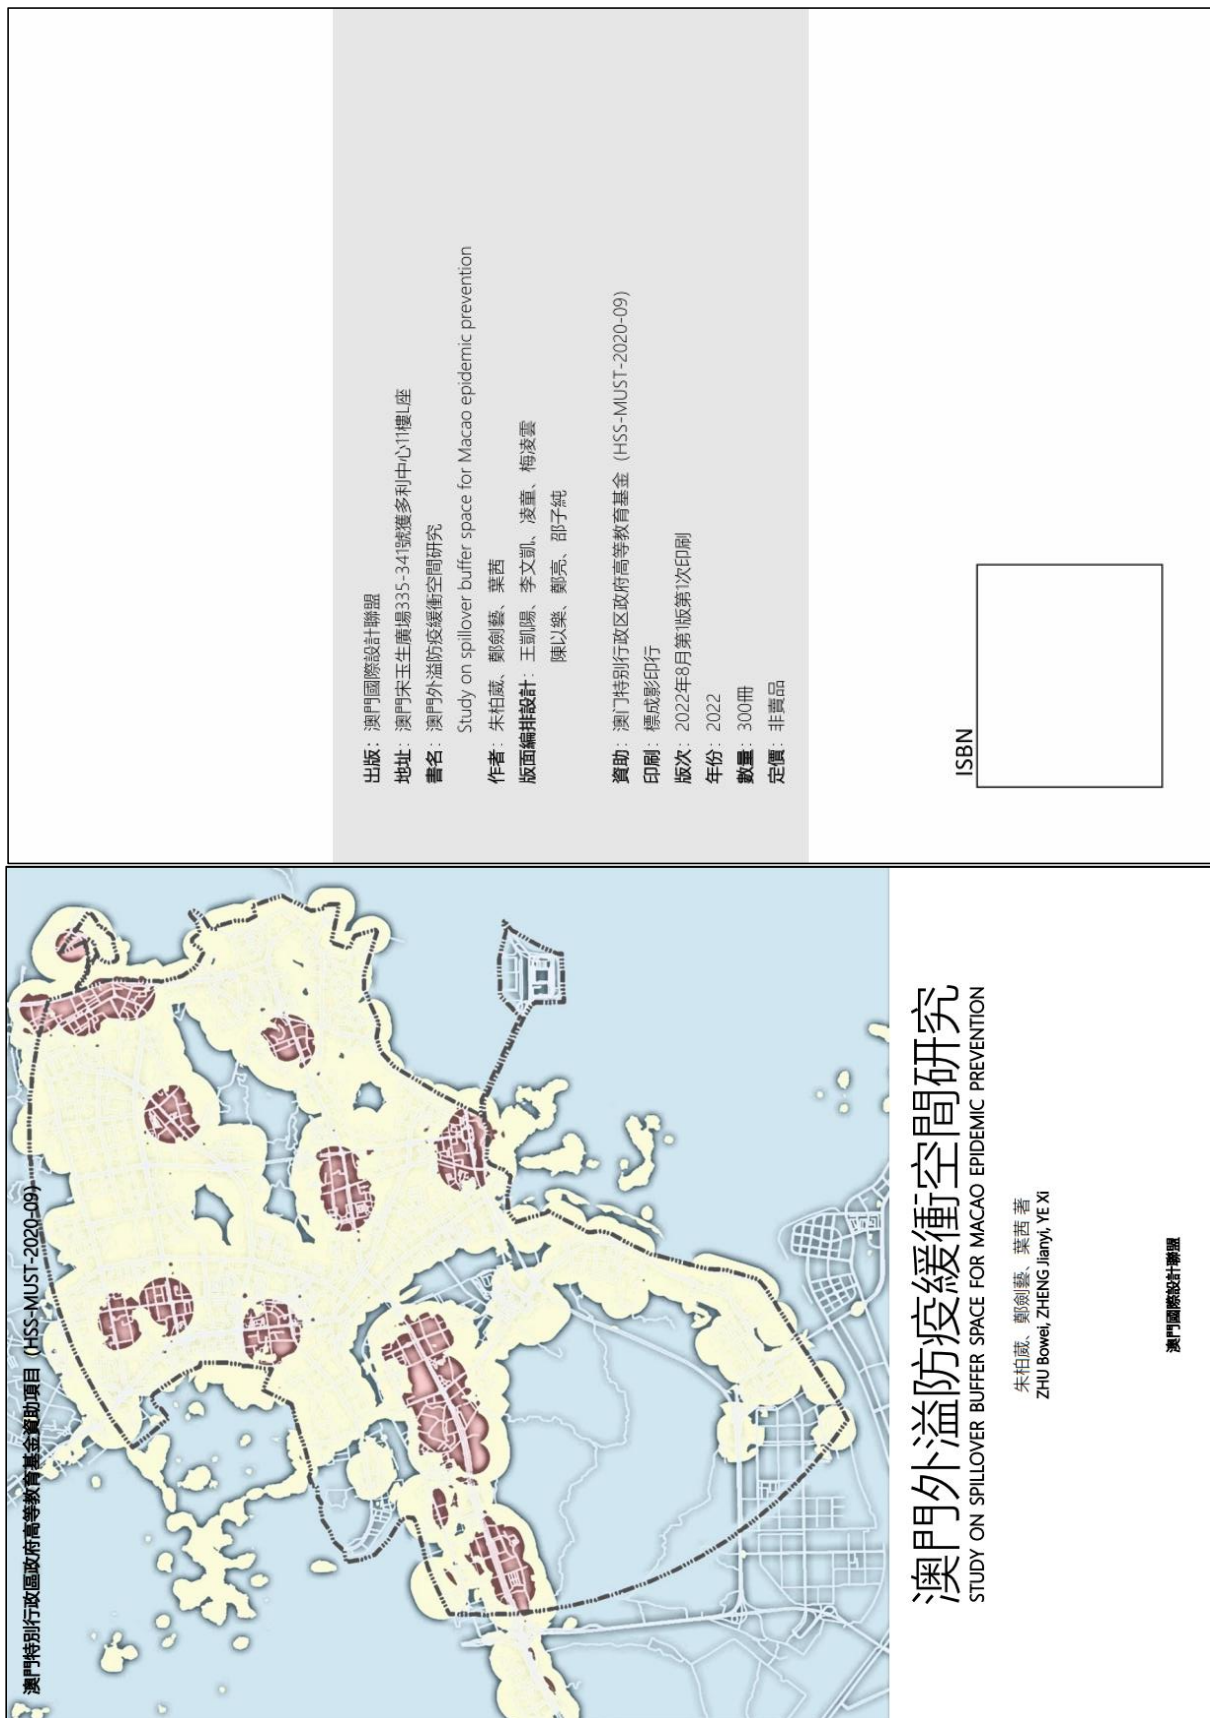 澳門特別行政區政府高等教育基金資助項目（HSS-MUST-2020-09）
澳門外溢防疫緩衝空間研究
STUDY ON SPILLOVER BUFFER SPACE FOR MACAO EPIDEMIC PREVENTION
朱柏葳、鄭劍藝、葉茜 著
ZHU Bowei, ZHENG Jianyi, YE Xi
澳門國際設計聯盟
出版：澳門國際設計聯盟
地址：澳門宋玉生廣場335-341號獲多利中心11樓L座
書名：澳門外溢防疫緩衝空間研究
Study on spillover buffer space for Macao epidemic prevention
作者：朱柏葳、鄭劍藝、葉茜
版面編排設計：王凱陽、李文凱、凌童、梅凌雲
陳以樂、鄭亮、邵子純
資助：澳门特别行政区政府高等教育基金（HSS-MUST-2020-09）
印刷：標成影印行
版次：2022年8月第1版第1次印刷
年份：2022
數量：300冊
定價：非賣品
ISBN